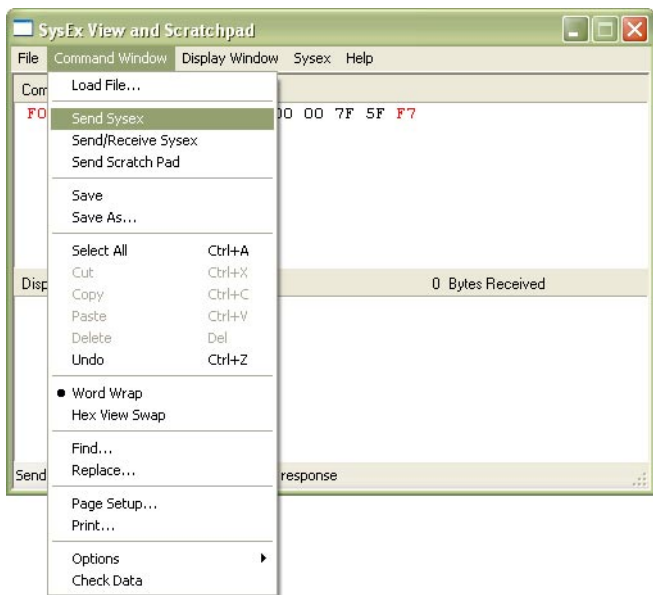 SysEx View and Scratchpad
File Command Window Display Window Sysex Help
Com
Load File...
F0
00 00 7F 5F F7
Send Sysex
Send/Receive Sysex
Send Scratch Pad
Save
Save As...
Select All Ctrl+A
Cut Ctrl+X
Disp
0 Bytes Received
Copy Ctrl+C
Paste Ctrl+V
Delete Del
Undo Ctrl+Z
Word Wrap
Hex View Swap
Find...
Send
Replace...
response
Page Setup...
Print...
Options
Check Data